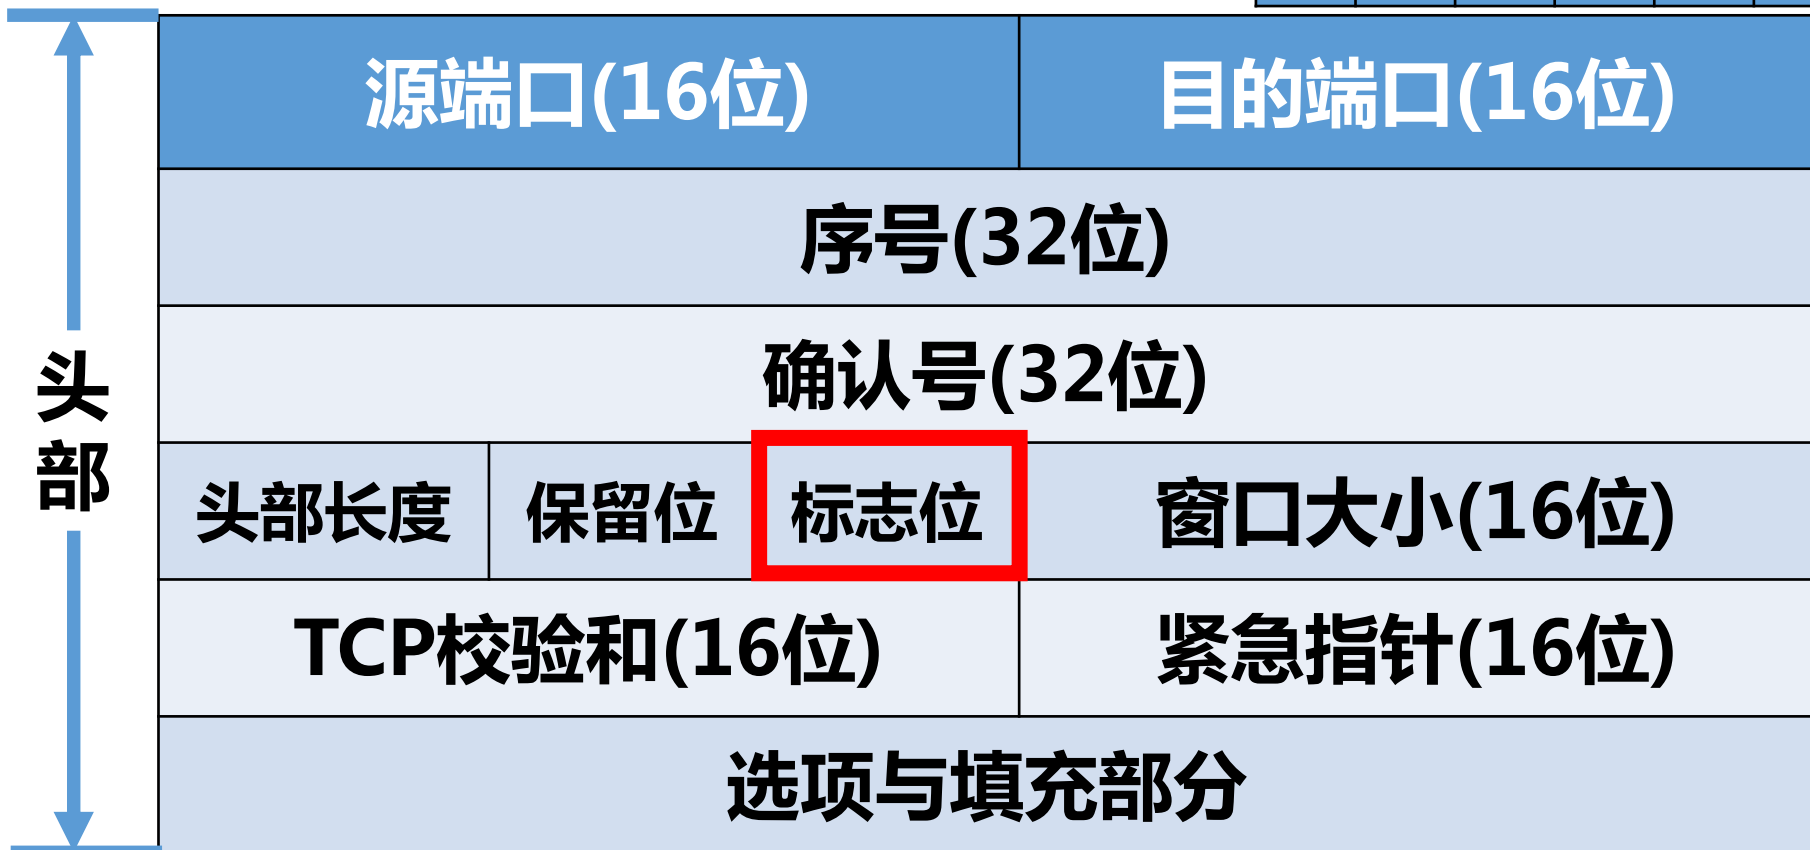 源端口(16位) 目的端口(16位)
序号(32位)
确认号(32位)
头部
头部长度 保留位 标志位 窗口大小(16位)
TCP校验和(16位) 紧急指针(16位)
选项与填充部分